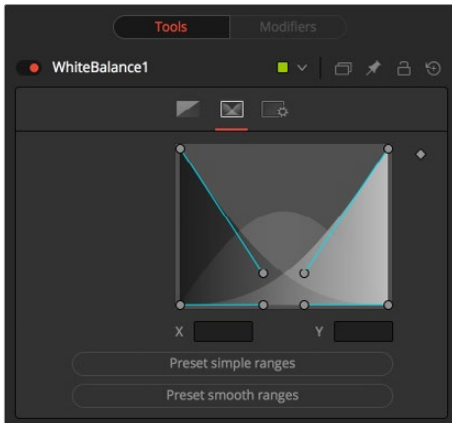 Tools
Modifiers
WhiteBalance1
X
Y
Preset simple ranges
Preset smooth ranges